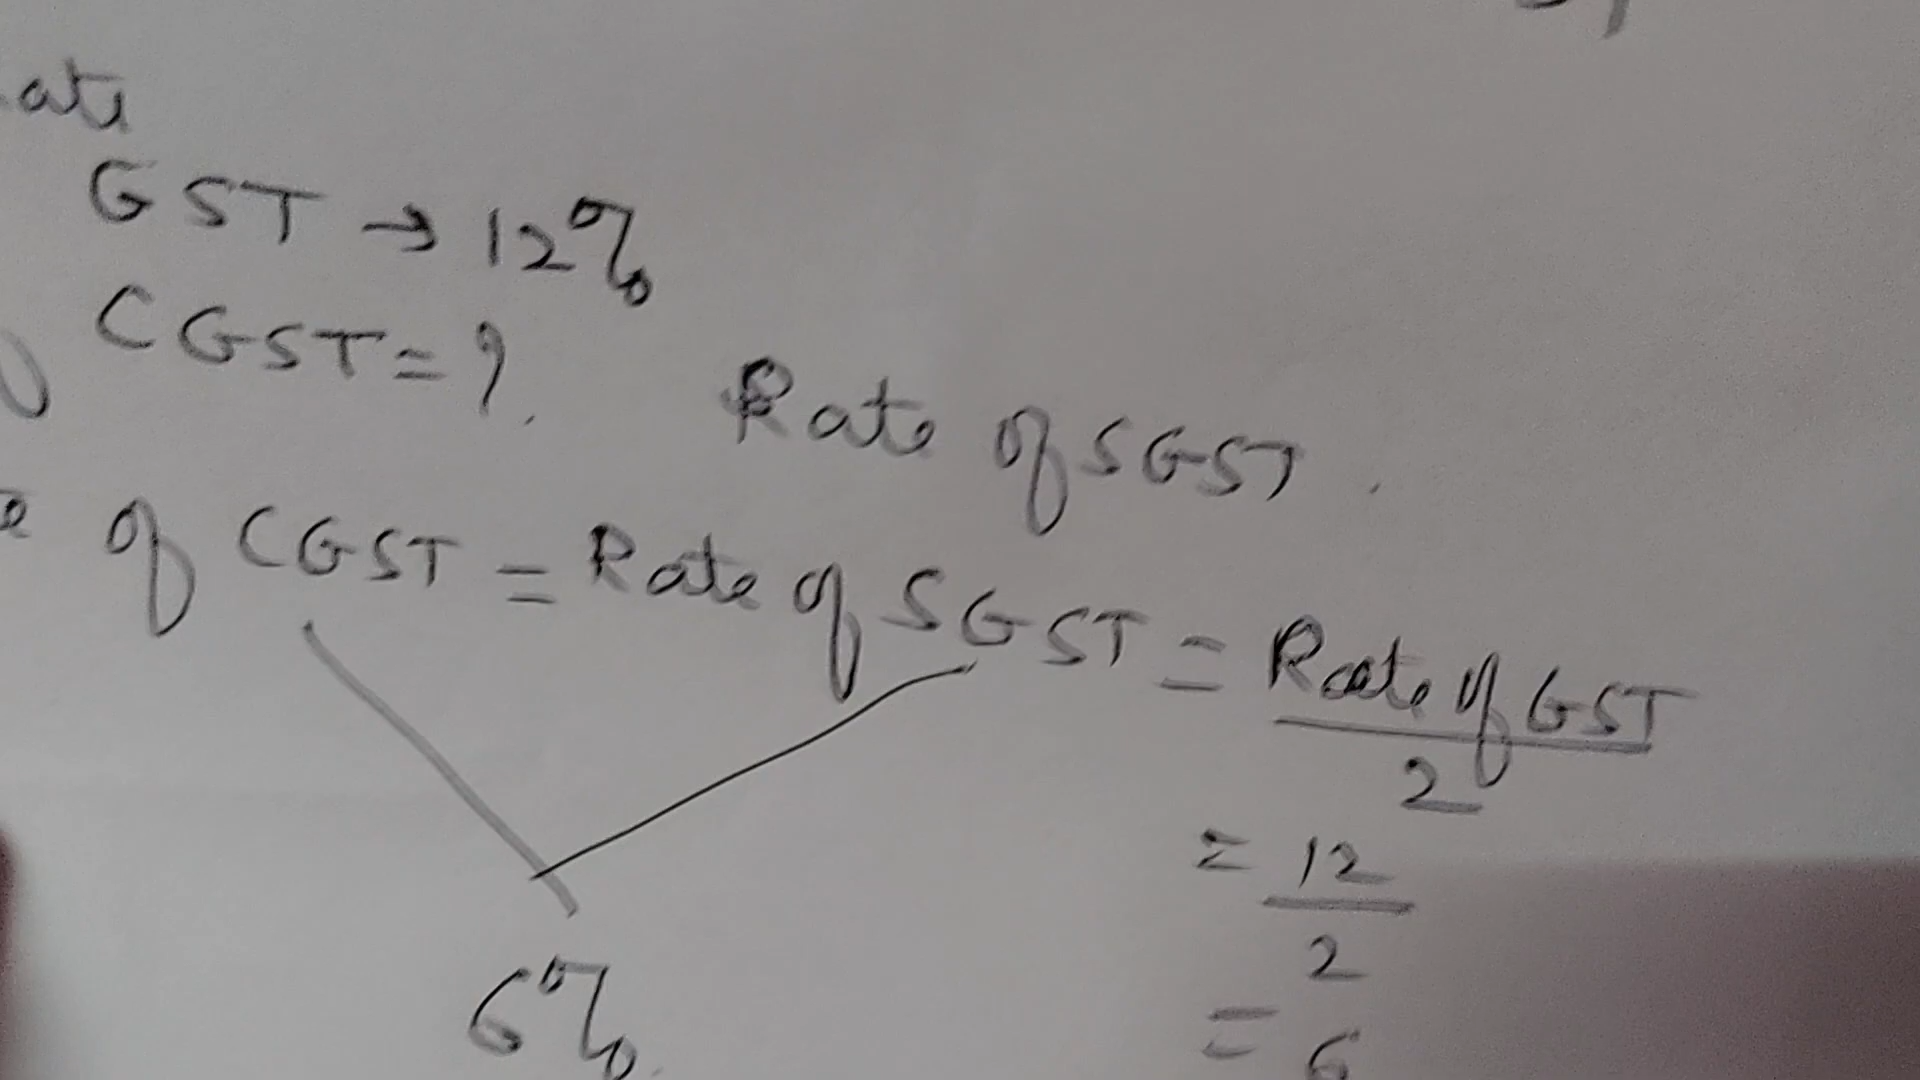 GST → 12%
CGST = ?
Rate of SGST.
of CGST = Rate of SGST = Rate of GST
2
= 12
2
6%.
= 6